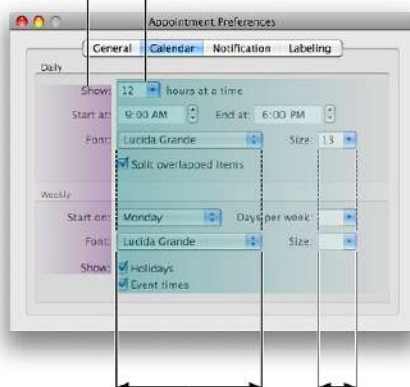 Appointment Preferences
General Calendar Notification Labeling
Daily
Show: 12 hours at a time
Start at: 9:00 AM End at: 6:00 PM
Font: Lucida Grande Size: 13
Split overlapped items
Weekly
Start on: Monday Days per week:
Font: Lucida Grande Size:
Show: Holidays
Event times